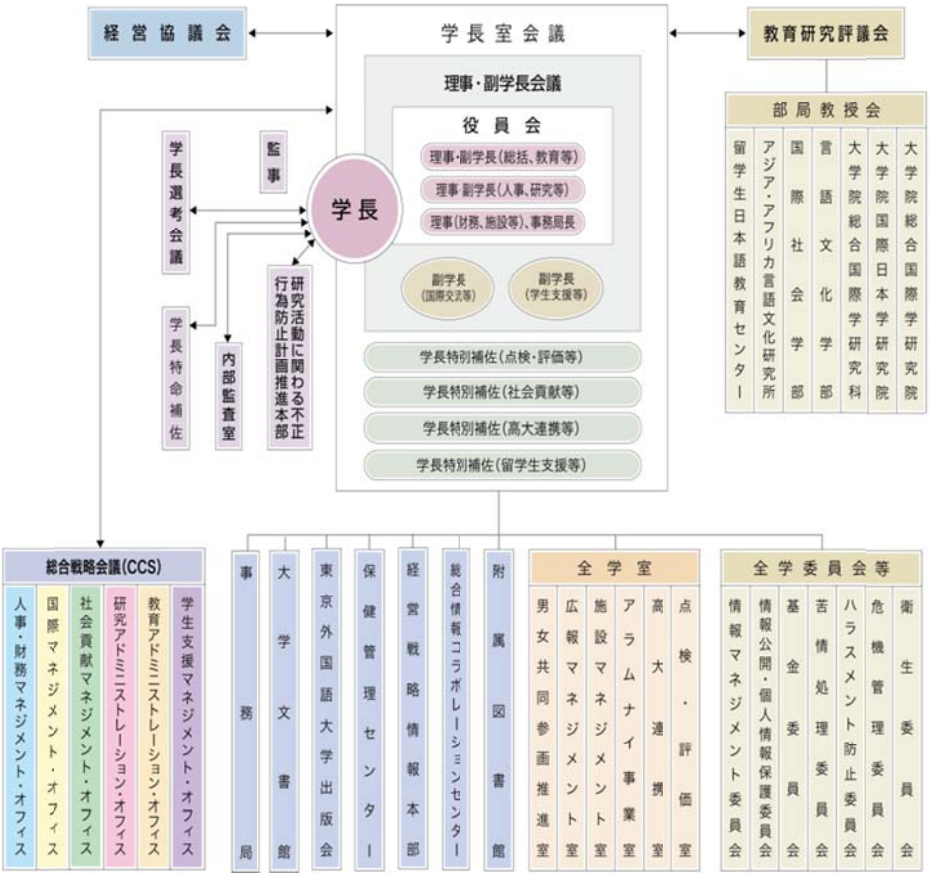 経営協議会
学長室会議
教育研究評議会
理事・副学長会議
役員会
理事・副学長(総括、教育等)
理事・副学長(人事、研究等)
理事(財務、施設等)、事務局長
学長
副学長
(国際交流等)
副学長
(学生支援等)
学長特別補佐(点検・評価等)
学長特別補佐(社会貢献等)
学長特別補佐(高大連携等)
学長特別補佐(留学生支援等)
監事
学長選考会議
学長特命補佐
内部監査室
研究活動に関わる不正
行為防止計画推進本部
部局教授会
大学院総合国際学研究院
大学院国際日本学研究院
大学院総合国際学研究科
言語文化学部
国際社会学部
アジア・アフリカ言語文化研究所
留学生日本語教育センター
総合戦略会議(CCS)
人事・財務マネジメント・オフィス
国際マネジメント・オフィス
社会貢献マネジメント・オフィス
研究アドミニストレーション・オフィス
教育アドミニストレーション・オフィス
学生支援マネジメント・オフィス
事務局
大学文書館
東京外国語大学出版会
保健管理センター
経営戦略情報本部
総合情報コラボレーションセンター
附属図書館
全学室
男女共同参画推進室
広報マネジメント室
施設マネジメント室
アラムナイ事業室
高大連携室
点検・評価室
全学委員会等
情報マネジメント委員会
情報公開・個人情報保護委員会
基金委員会
苦情処理委員会
ハラスメント防止委員会
危機管理委員会
衛生委員会